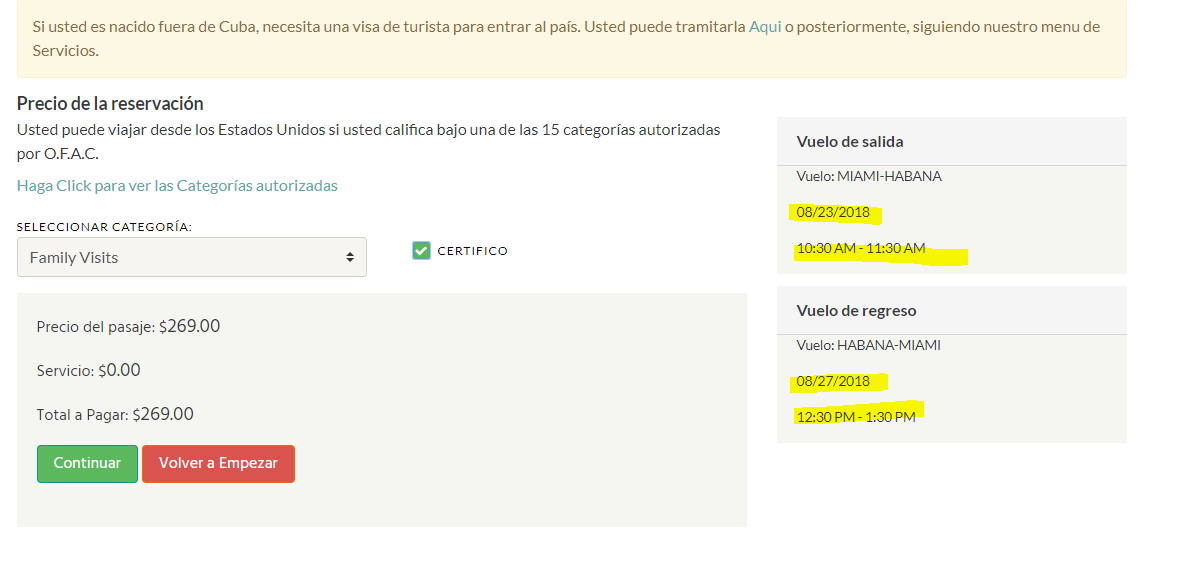 Si usted es nacido fuera de Cuba, necesita una visa de turista para entrar al país. Usted puede tramitarla Aqui o posteriormente, siguiendo nuestro menu de
Servicios.
Precio de la reservación
Usted puede viajar desde los Estados Unidos si usted califica bajo una de las 15 categorías autorizadas
por O.F.A.C.
Haga Click para ver las Categorías autorizadas
SELECCIONAR CATEGORÍA:
Family Visits
CERTIFICO
Precio del pasaje: $269.00
Servicio: $0.00
Total a Pagar: $269.00
Continuar
Volver a Empezar
Vuelo de salida
Vuelo: MIAMI-HABANA
08/23/2018
10:30 AM - 11:30 AM
Vuelo de regreso
Vuelo: HABANA-MIAMI
08/27/2018
12:30 PM - 1:30 PM